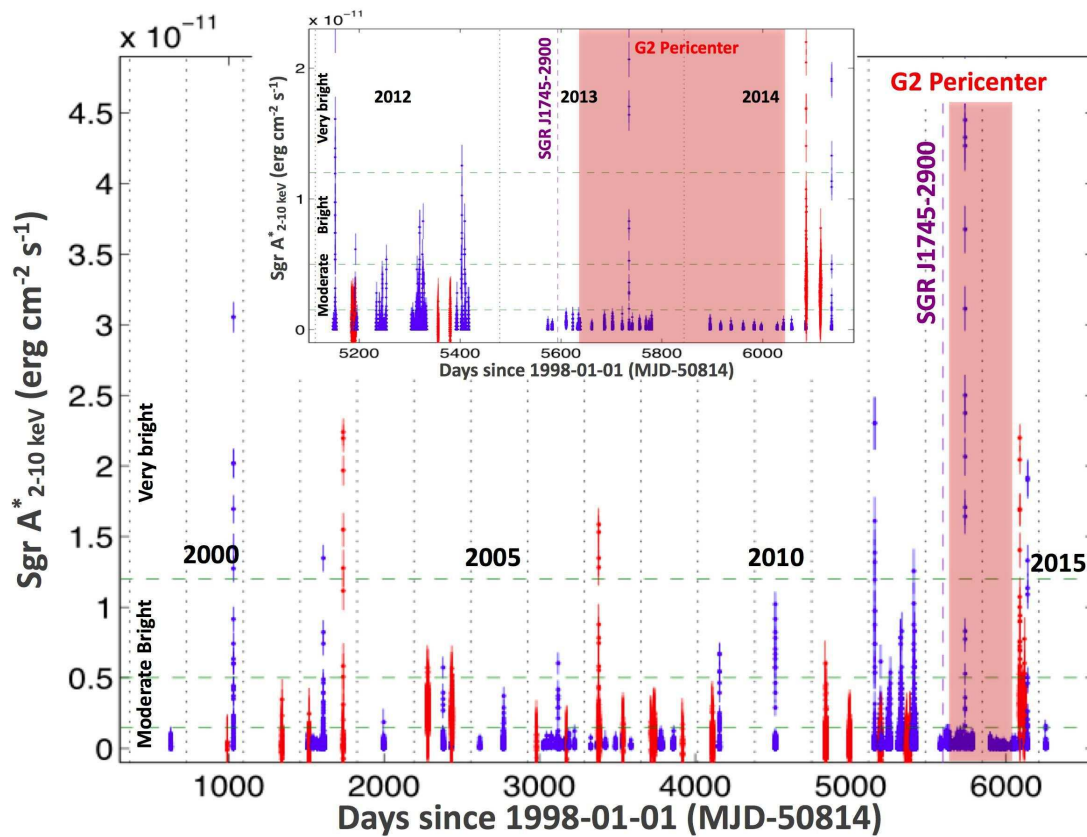 x 10⁻¹¹
Sgr A*2-10 keV (erg cm⁻² s⁻¹)
4.5
4
3.5
3
2.5
2
1.5
1
0.5
0
Very bright
Moderate Bright
2000
2005
2010
2015
G2 Pericenter
SGR J1745-2900
1000
2000
3000
4000
5000
6000
Days since 1998-01-01 (MJD-50814)
x 10⁻¹¹
Sgr A*2-10 keV (erg cm⁻² s⁻¹)
2
1
0
Very bright
Bright
Moderate
2012
2013
2014
SGR J1745-2900
G2 Pericenter
5200
5400
5600
5800
6000
Days since 1998-01-01 (MJD-50814)